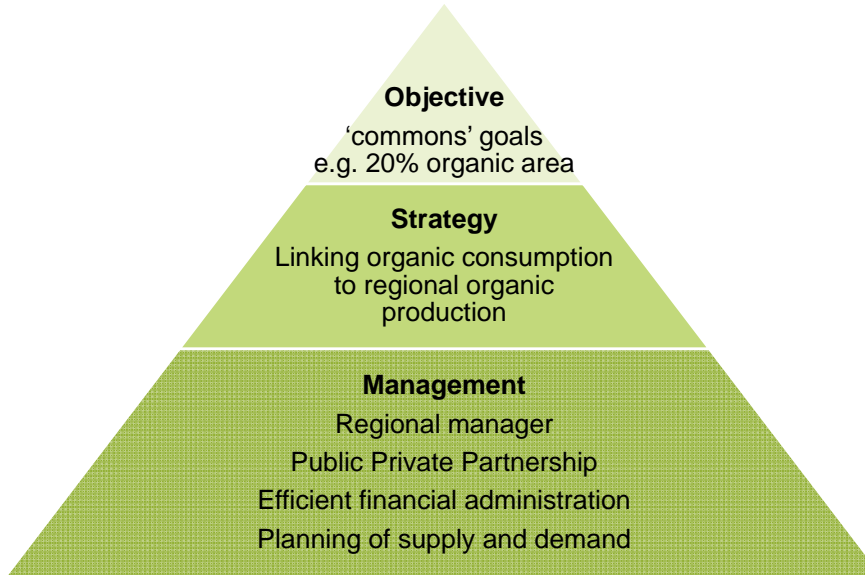 Objective
‘commons’ goals
e.g. 20% organic area
Strategy
Linking organic consumption
to regional organic
production
Management
Regional manager
Public Private Partnership
Efficient financial administration
Planning of supply and demand